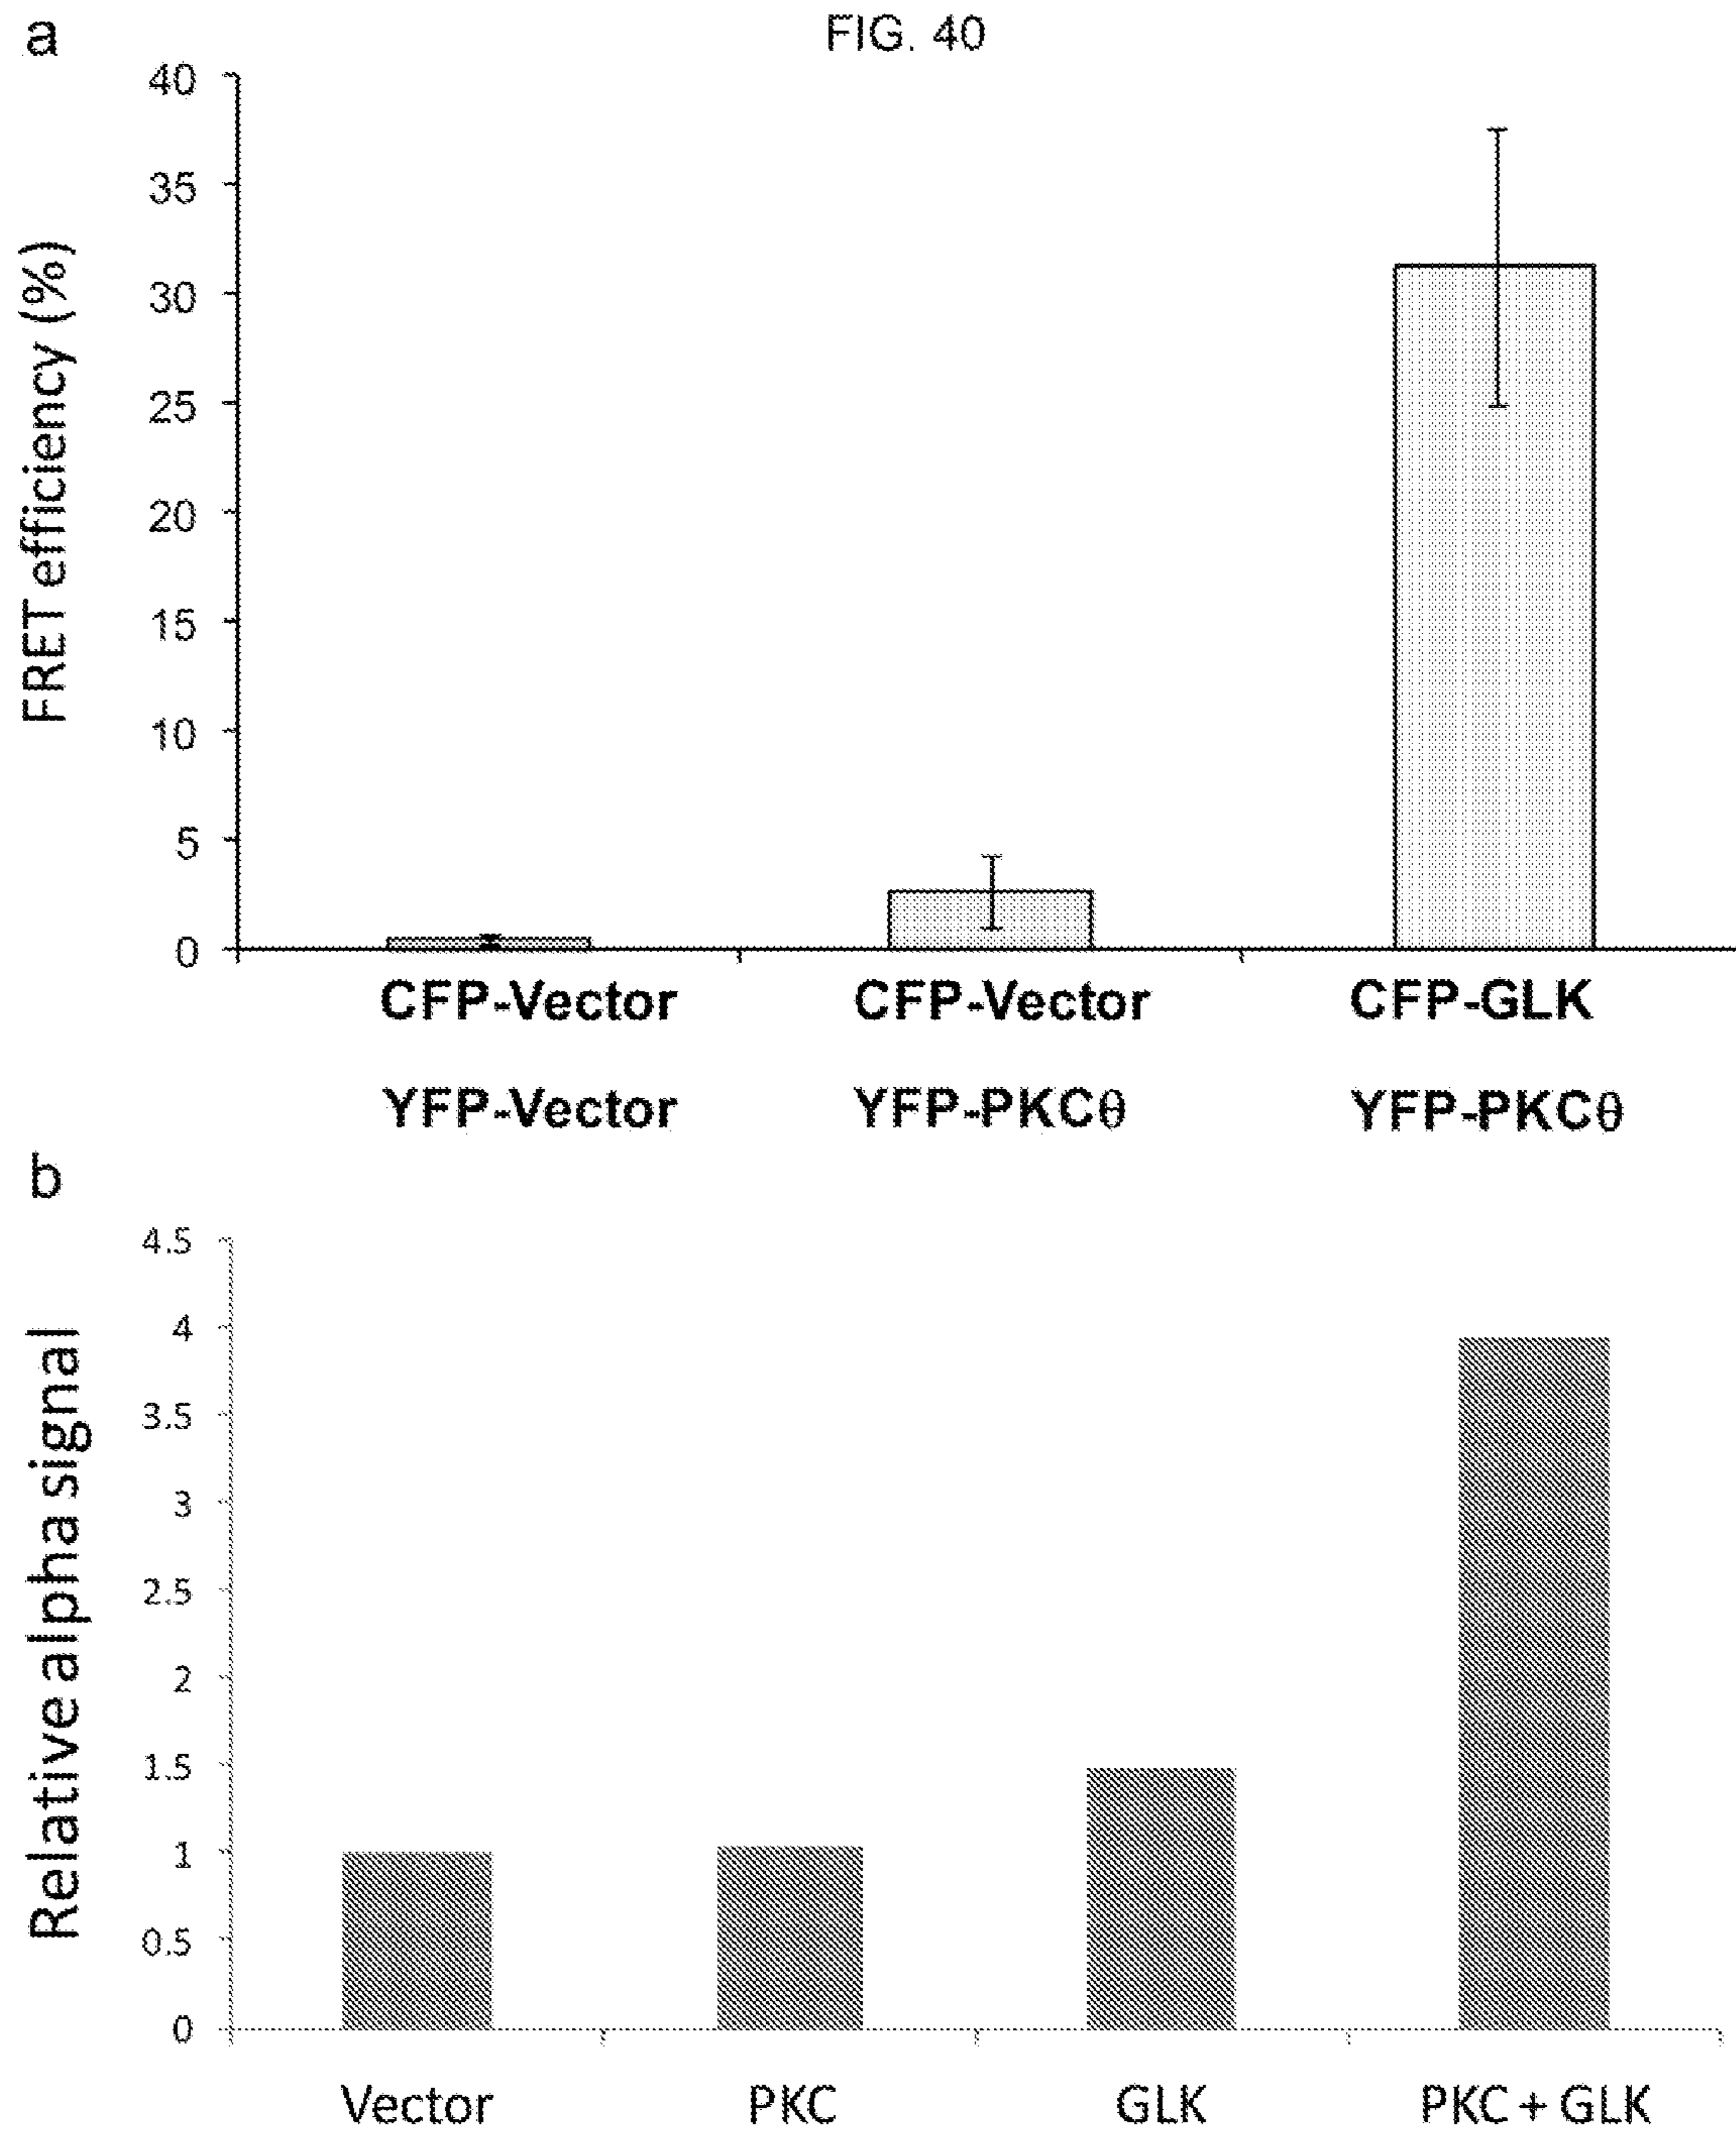 a
FIG. 40
40
35
30
25
20
15
10
5
0
FRET efficiency (%)
CFP-Vector CFP-Vector CFP-GLK
YFP-Vector YFP-PKCθ YFP-PKCθ
b
4.5
4
3.5
3
2.5
2
1.5
1
0.5
0
Relative alpha signal
Vector PKC GLK PKC + GLK